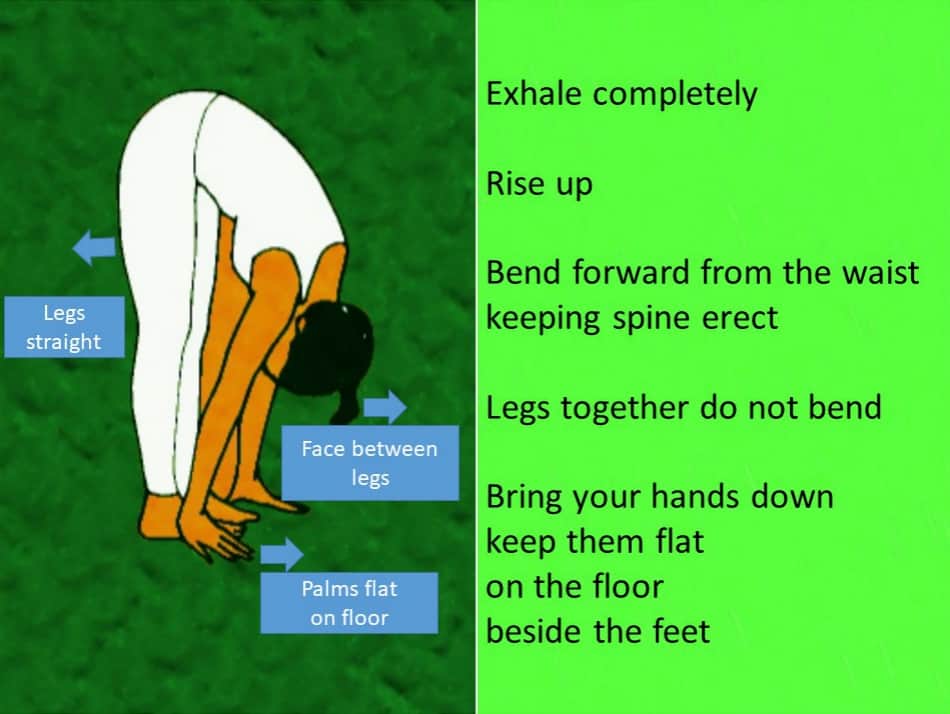 Legs
straight
Face between
legs
Palms flat
on floor
Exhale completely
Rise up
Bend forward from the waist
keeping spine erect
Legs together do not bend
Bring your hands down
keep them flat
on the floor
beside the feet